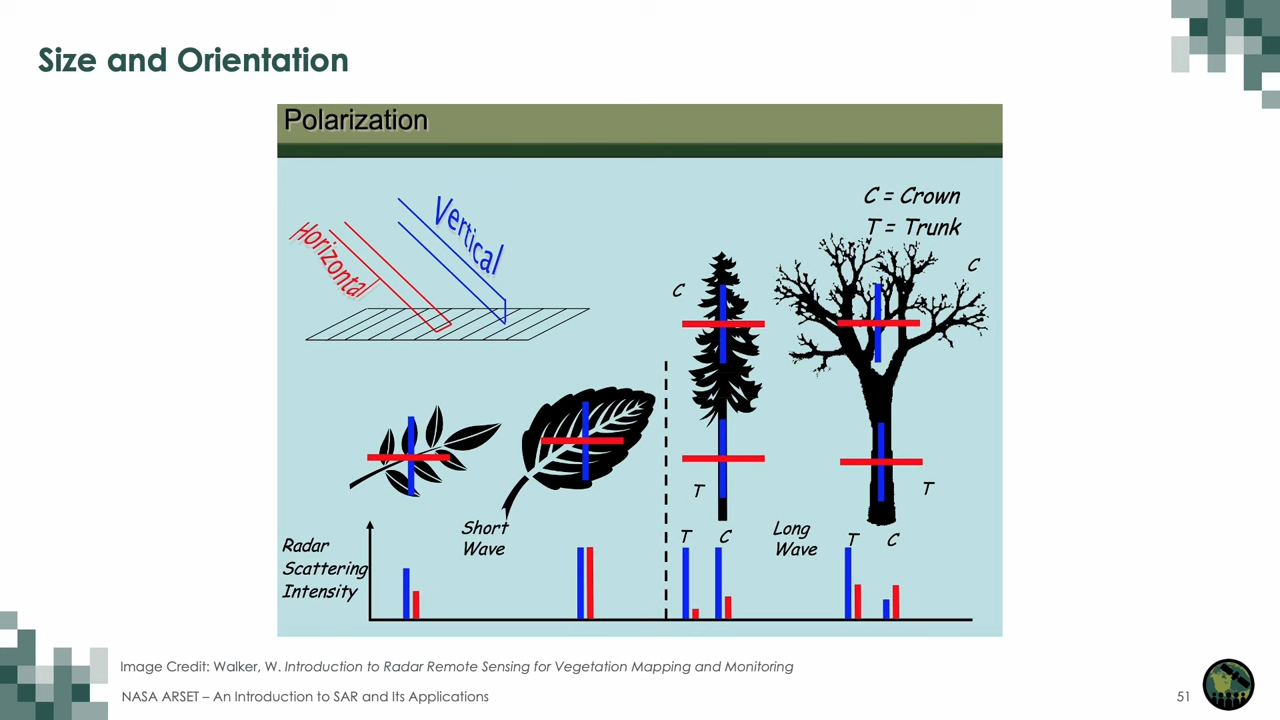 Size and Orientation
Polarization
C = Crown
T = Trunk
Vertical
Horizontal
C
C
T
T
Short
Wave
Long
Wave
T
C
T
C
Radar
Scattering
Intensity
Image Credit: Walker, W. Introduction to Radar Remote Sensing for Vegetation Mapping and Monitoring
NASA ARSET – An Introduction to SAR and Its Applications
51